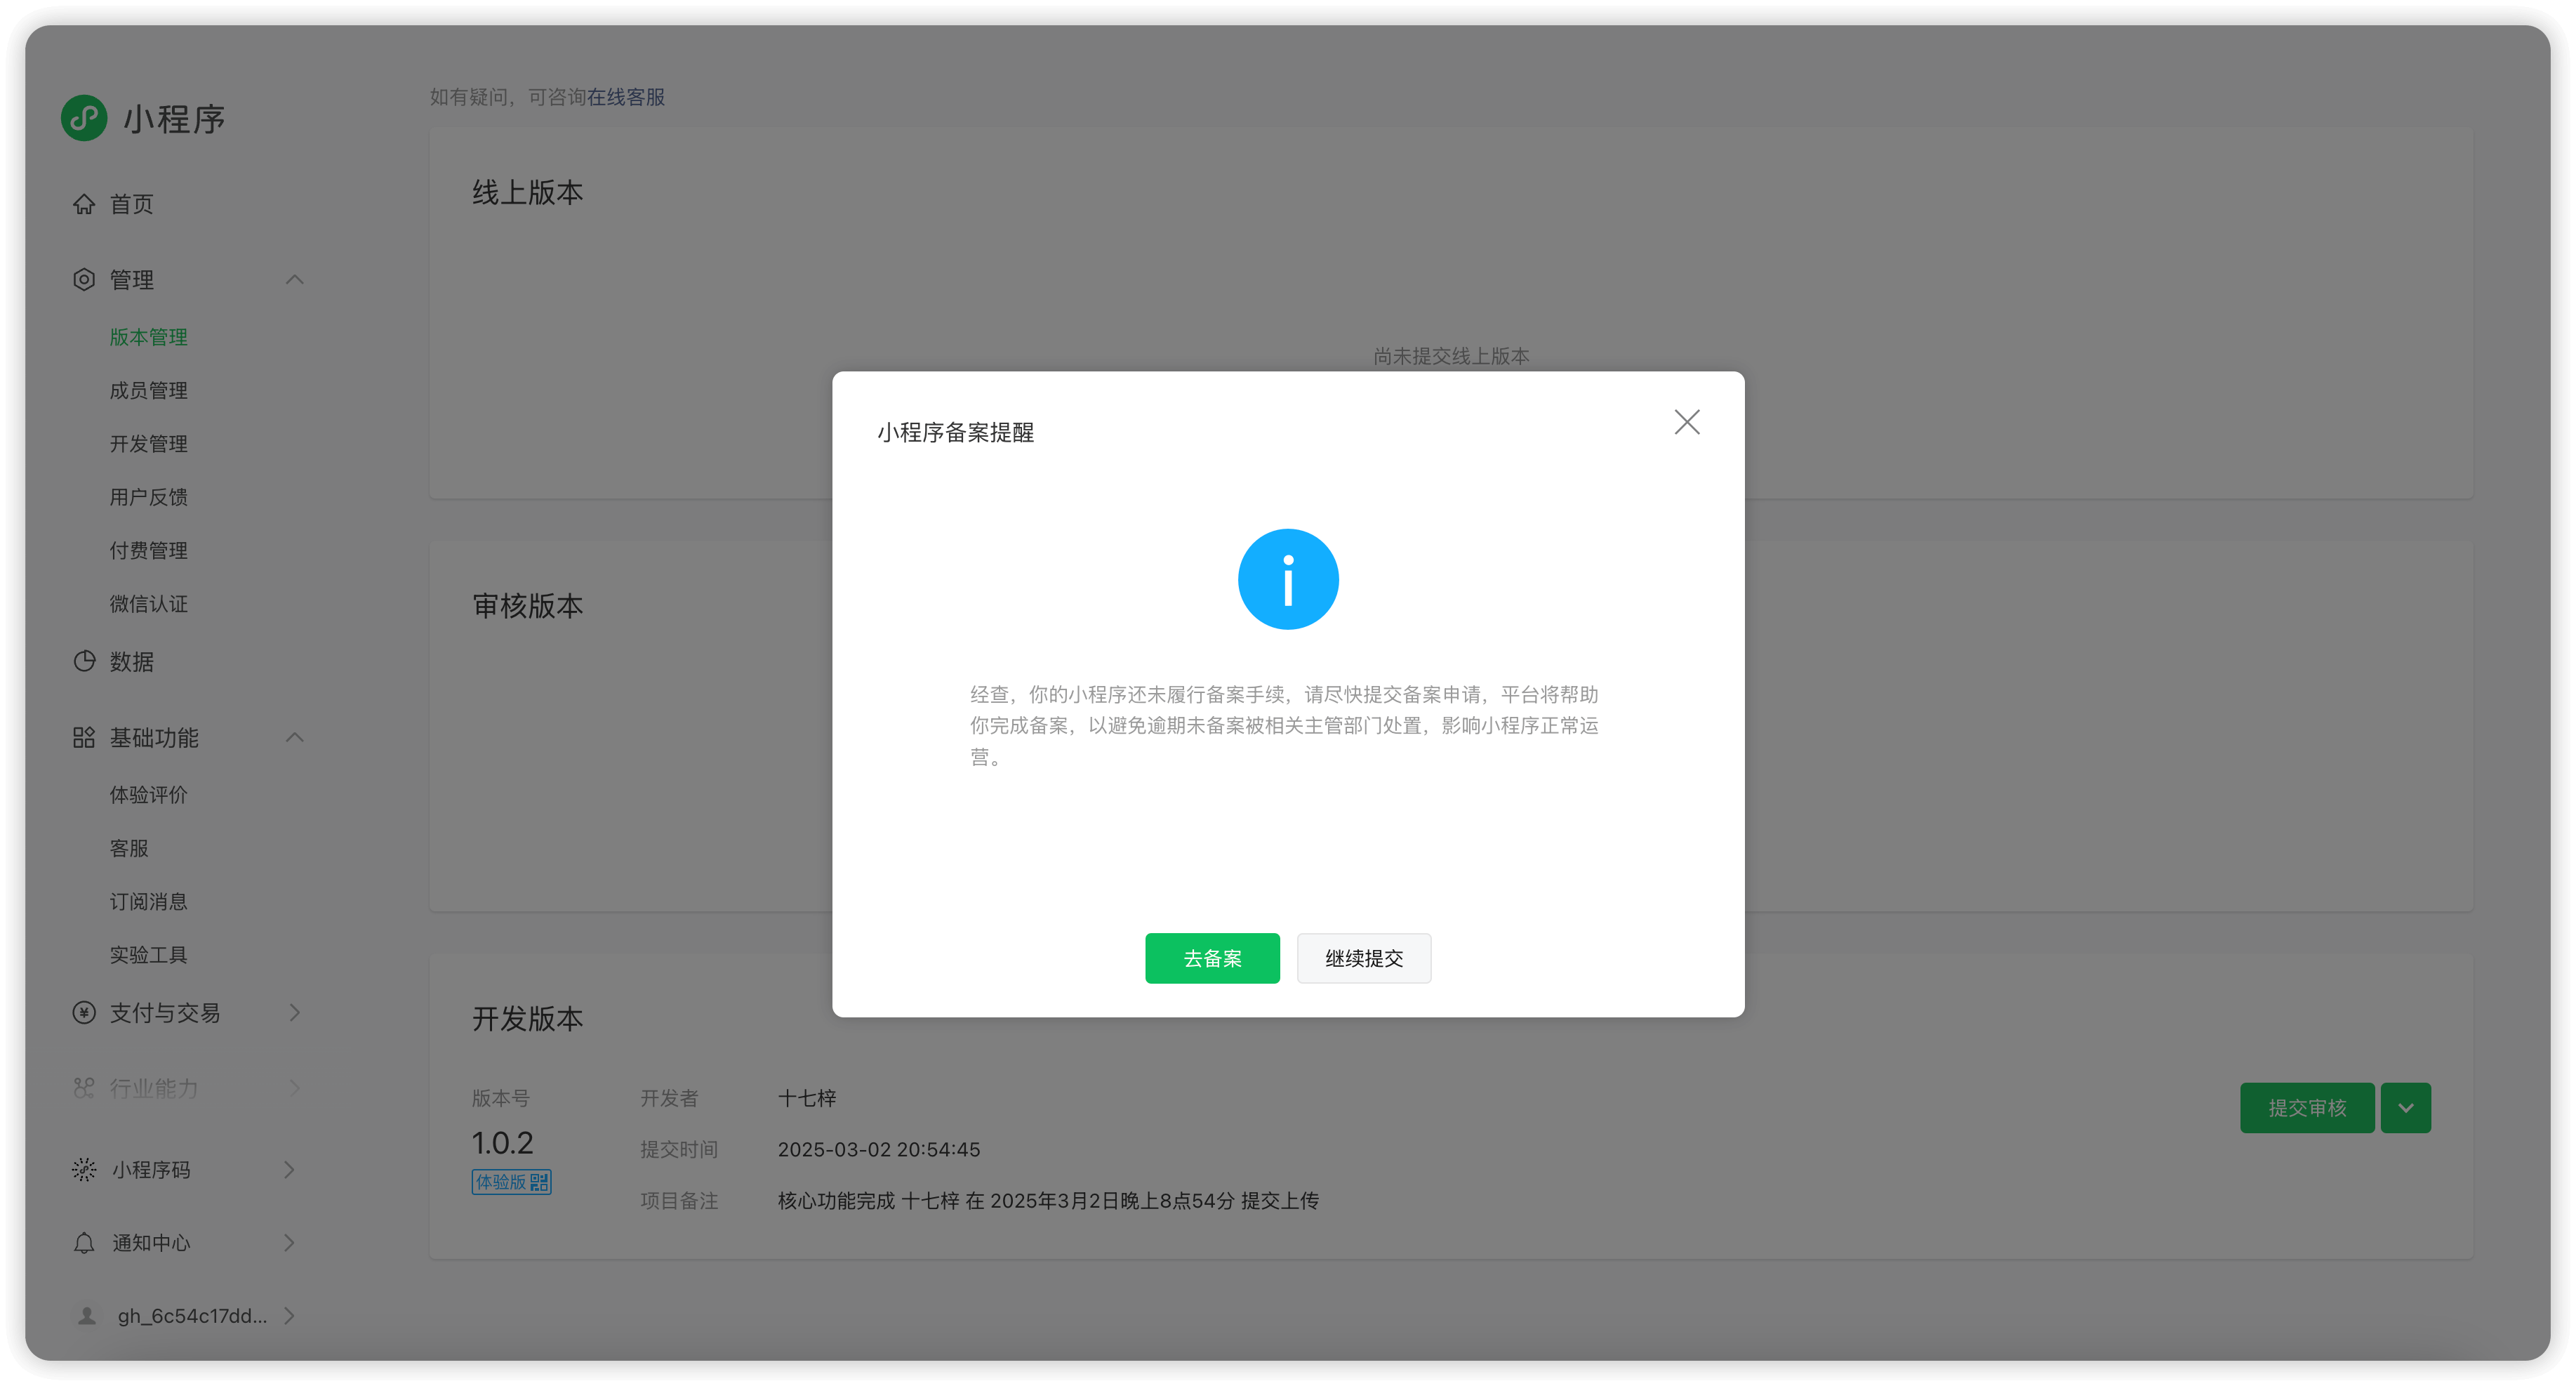 小程序
首页
管理
版本管理
成员管理
开发管理
用户反馈
付费管理
微信认证
数据
基础功能
体验评价
客服
订阅消息
实验工具
支付与交易
行业能力
小程序码
通知中心
gh_6c54c17dd...
如有疑问，可咨询在线客服
线上版本
尚未提交线上版本
审核版本
小程序备案提醒
经查，你的小程序还未履行备案手续，请尽快提交备案申请，平台将帮助
你完成备案，以避免逾期未备案被相关主管部门处置，影响小程序正常运
营。
去备案 继续提交
开发版本
版本号
1.0.2
体验版
开发者 十七梓
提交时间 2025-03-02 20:54:45
项目备注 核心功能完成 十七梓 在 2025年3月2日晚上8点54分 提交上传
提交审核